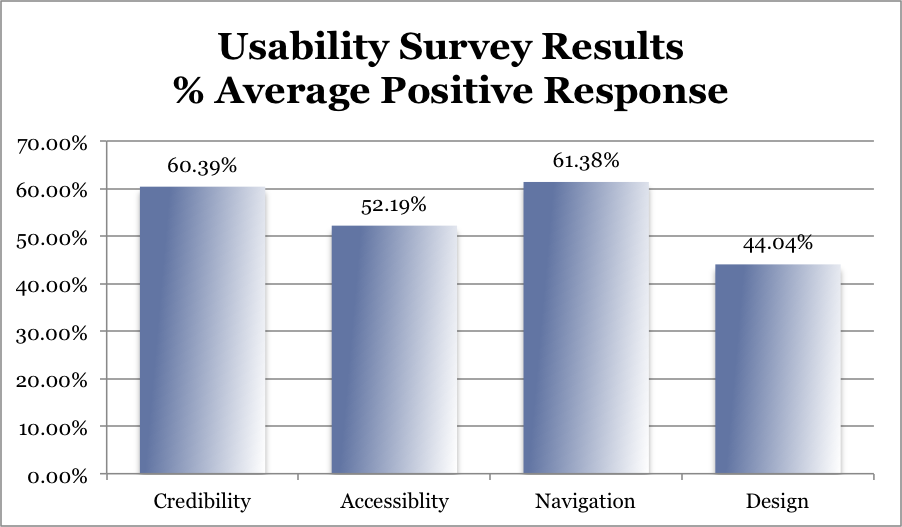 Usability Survey Results
% Average Positive Response
70.00%
60.00%
50.00%
40.00%
30.00%
20.00%
10.00%
0.00%
60.39%
52.19%
61.38%
44.04%
Credibility
Accessiblity
Navigation
Design